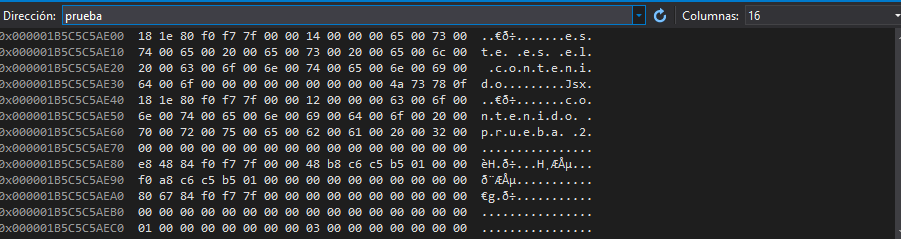 Dirección: prueba Columnas: 16
0x000001B5C5C5AE00 18 1e 80 f0 f7 7f 00 00 14 00 00 00 65 00 73 00 ..€ð÷.......e.s.
0x000001B5C5C5AE10 74 00 65 00 20 00 65 00 73 00 20 00 65 00 6c 00 t.e. .e.s. .e.l.
0x000001B5C5C5AE20 20 00 63 00 6f 00 6e 00 74 00 65 00 6e 00 69 00 .c.o.n.t.e.n.i.
0x000001B5C5C5AE30 64 00 6f 00 00 00 00 00 00 00 00 00 4a 73 78 0f d.o.........Jsx.
0x000001B5C5C5AE40 18 1e 80 f0 f7 7f 00 00 12 00 00 00 63 00 6f 00 ..€ð÷.......c.o.
0x000001B5C5C5AE50 6e 00 74 00 65 00 6e 00 69 00 64 00 6f 00 20 00 n.t.e.n.i.d.o. .
0x000001B5C5C5AE60 70 00 72 00 75 00 65 00 62 00 61 00 20 00 32 00 p.r.u.e.b.a. .2.
0x000001B5C5C5AE70 00 00 00 00 00 00 00 00 00 00 00 00 00 00 00 00 ................
0x000001B5C5C5AE80 e8 48 84 f0 f7 7f 00 00 48 b8 c6 c5 b5 01 00 00 èH.ð÷...H¸ÆÅµ...
0x000001B5C5C5AE90 f0 a8 c6 c5 b5 01 00 00 00 00 00 00 00 00 00 00 ð¨ÆÅµ...........
0x000001B5C5C5AEA0 80 67 84 f0 f7 7f 00 00 00 00 00 00 00 00 00 00 €g.ð÷...........
0x000001B5C5C5AEB0 00 00 00 00 00 00 00 00 00 00 00 00 00 00 00 00 ................
0x000001B5C5C5AEC0 01 00 00 00 00 00 00 00 03 00 00 00 00 00 00 00 ................